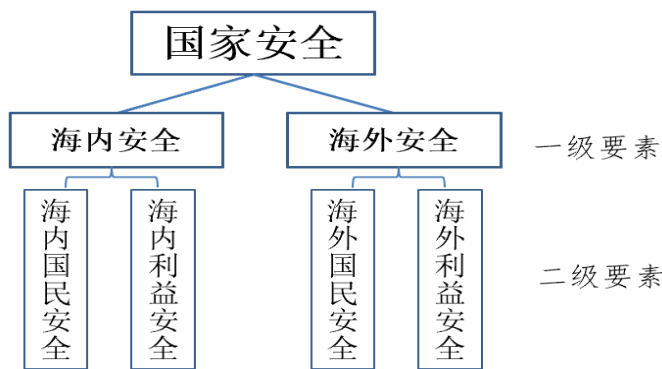 国家安全
海内安全
海外安全
一级要素
海内国民安全
海内利益安全
海外国民安全
海外利益安全
二级要素